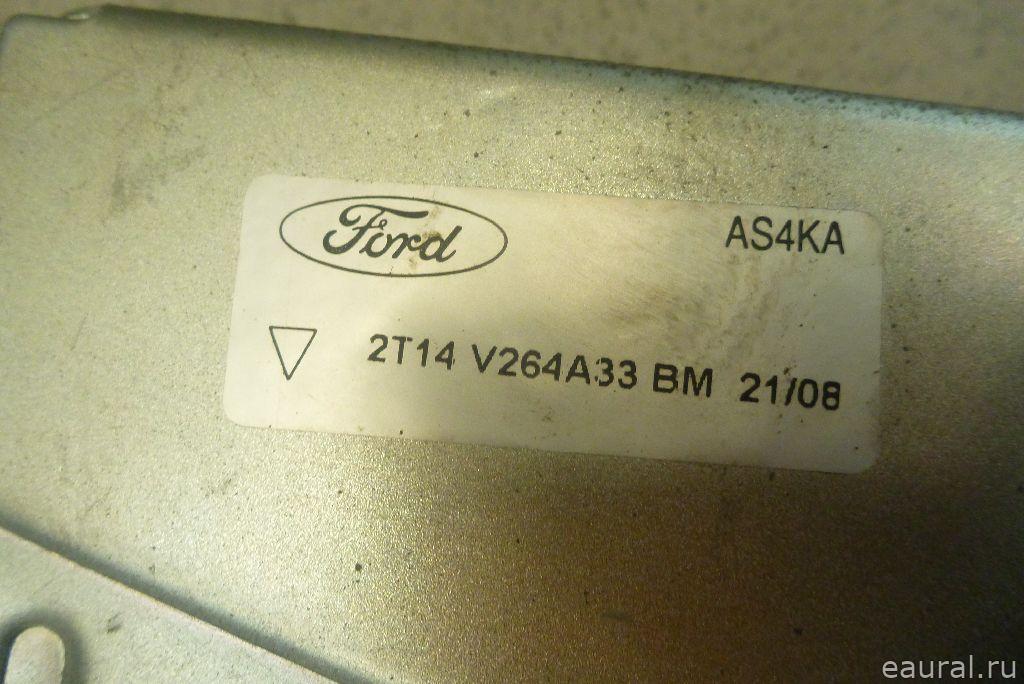 Ford AS4KA
2T14 V264A33 BM 21/08
eaural.ru